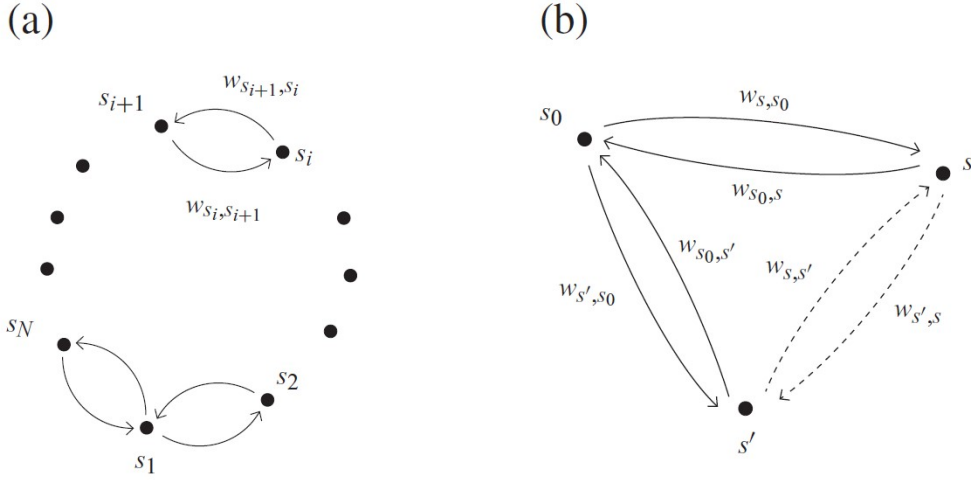 (a)
w_{s_{i+1},s_i}
s_{i+1}
s_i
w_{s_i,s_{i+1}}
s_N
s_2
s_1
(b)
w_{s,s_0}
s_0
s
w_{s_0,s}
w_{s_0,s'}
w_{s,s'}
w_{s',s_0}
w_{s',s}
s'